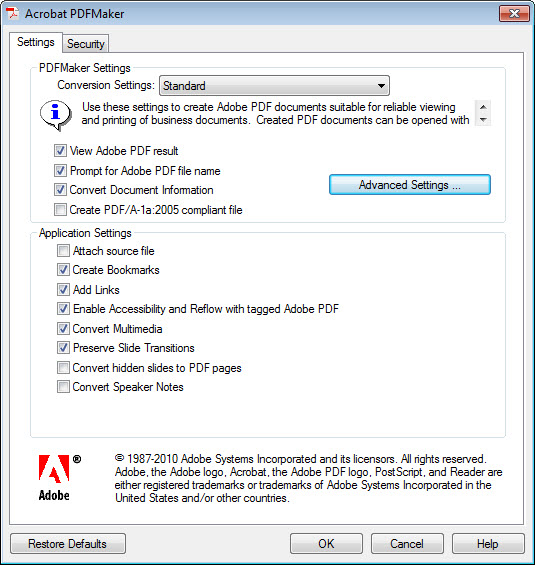 Acrobat PDFMaker
Settings
Security
PDFMaker Settings
Conversion Settings: Standard
Use these settings to create Adobe PDF documents suitable for reliable viewing
and printing of business documents. Created PDF documents can be opened with
View Adobe PDF result
Prompt for Adobe PDF file name
Convert Document Information
Advanced Settings ...
Create PDF/A-1a:2005 compliant file
Application Settings
Attach source file
Create Bookmarks
Add Links
Enable Accessibility and Reflow with tagged Adobe PDF
Convert Multimedia
Preserve Slide Transitions
Convert hidden slides to PDF pages
Convert Speaker Notes
® Adobe
© 1987-2010 Adobe Systems Incorporated and its licensors. All rights reserved.
Adobe, the Adobe logo, Acrobat, the Adobe PDF logo, PostScript, and Reader are
either registered trademarks or trademarks of Adobe Systems Incorporated in the
United States and/or other countries.
Restore Defaults
OK
Cancel
Help